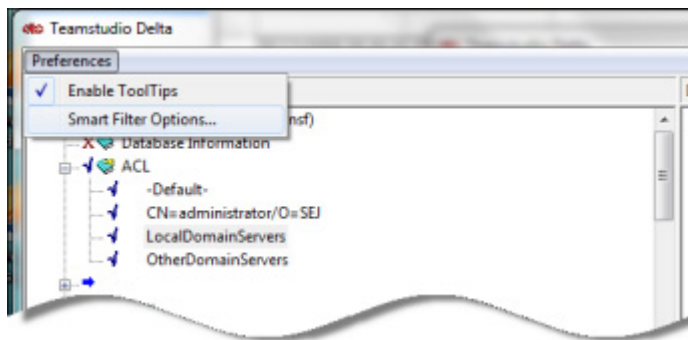 Teamstudio Delta
Preferences
Enable ToolTips
Smart Filter Options...
nsf)
Database Information
ACL
-Default-
CN=administrator/O=SEJ
LocalDomainServers
OtherDomainServers